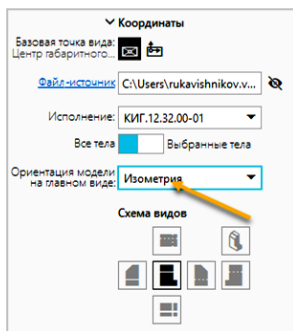 Координаты
Базовая точка вида:
Центр габаритного...
Файл-источник C:\Users\rukavishnikov.v...
Исполнение: КИГ.12.32.00-01
Все тела Выбранные тела
Ориентация модели
на главном виде: Изометрия
Схема видов